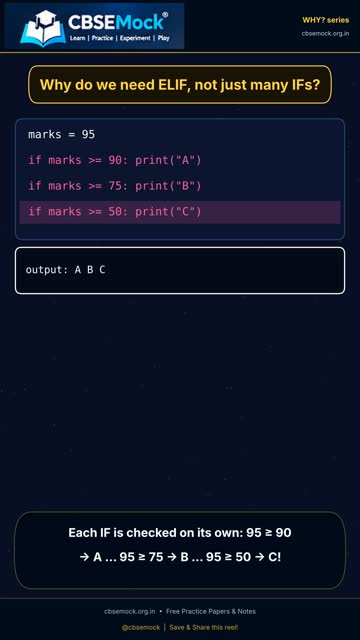 CBSEMock®
Learn | Practice | Experiment | Play
WHY? series
cbsemock.org.in
Why do we need ELIF, not just many IFs?
marks = 95
if marks >= 90: print("A")
if marks >= 75: print("B")
if marks >= 50: print("C")
output: A B C
Each IF is checked on its own: 95 ≥ 90
→ A ... 95 ≥ 75 → B ... 95 ≥ 50 → C!
cbsemock.org.in • Free Practice Papers & Notes
@cbsemock | Save & Share this reel!